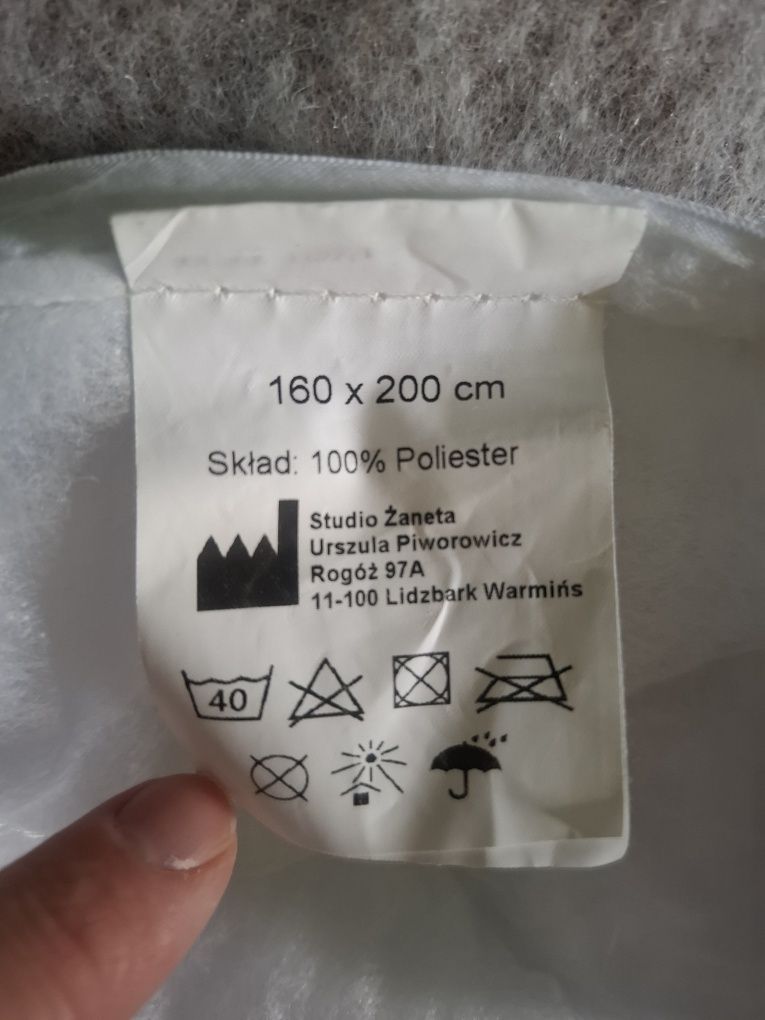 160 x 200 cm
Skład: 100% Poliester
Studio Żaneta
Urszula Piworowicz
Rogóż 97A
11-100 Lidzbark Warmińs
40